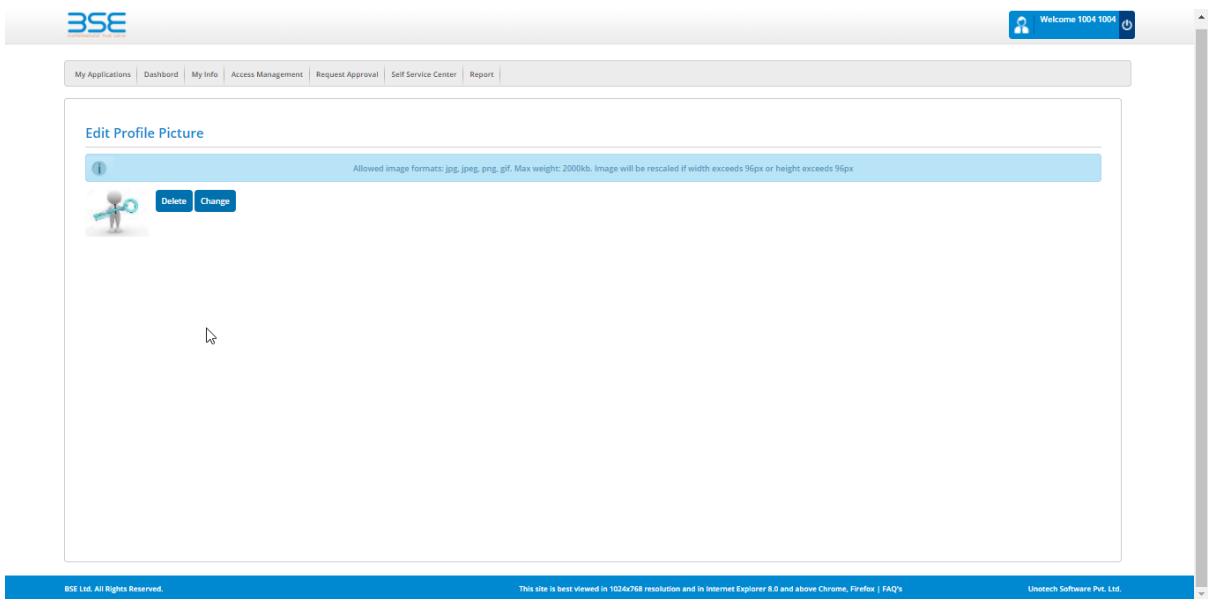 BSE
Welcome 1004 1004
My Applications Dashbord My Info Access Management Request Approval Self Service Center Report
Edit Profile Picture
Allowed image formats: jpg, jpeg, png, gif. Max weight: 2000kb. Image will be rescaled if width exceeds 96px or height exceeds 96px
Delete Change
BSE Ltd. All Rights Reserved. This site is best viewed in 1024x768 resolution and in Internet Explorer 8.0 and above Chrome, Firefox | FAQ's Unotech Software Pvt. Ltd.